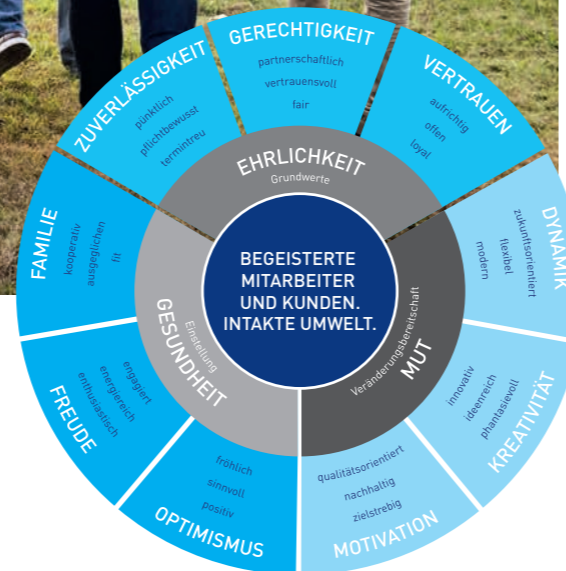 BEGEISTERTE
MITARBEITER
UND KUNDEN.
INTAKTE UMWELT.
EHRLICHKEIT
Grundwerte
ZUVERLÄSSIGKEIT
pünktlich
pflichtbewusst
termintreu
GERECHTIGKEIT
partnerschaftlich
vertrauensvoll
fair
VERTRAUEN
aufrichtig
offen
loyal
MUT
Veränderungsbereitschaft
DYNAMIK
zukunftsorientiert
flexibel
modern
KREATIVITÄT
innovativ
ideenreich
phantasievoll
MOTIVATION
qualitätsorientiert
nachhaltig
zielstrebig
GESUNDHEIT
Einstellung
OPTIMISMUS
fröhlich
sinnvoll
positiv
FREUDE
engagiert
energiereich
enthusiastisch
FAMILIE
kooperativ
ausgeglichen
fit